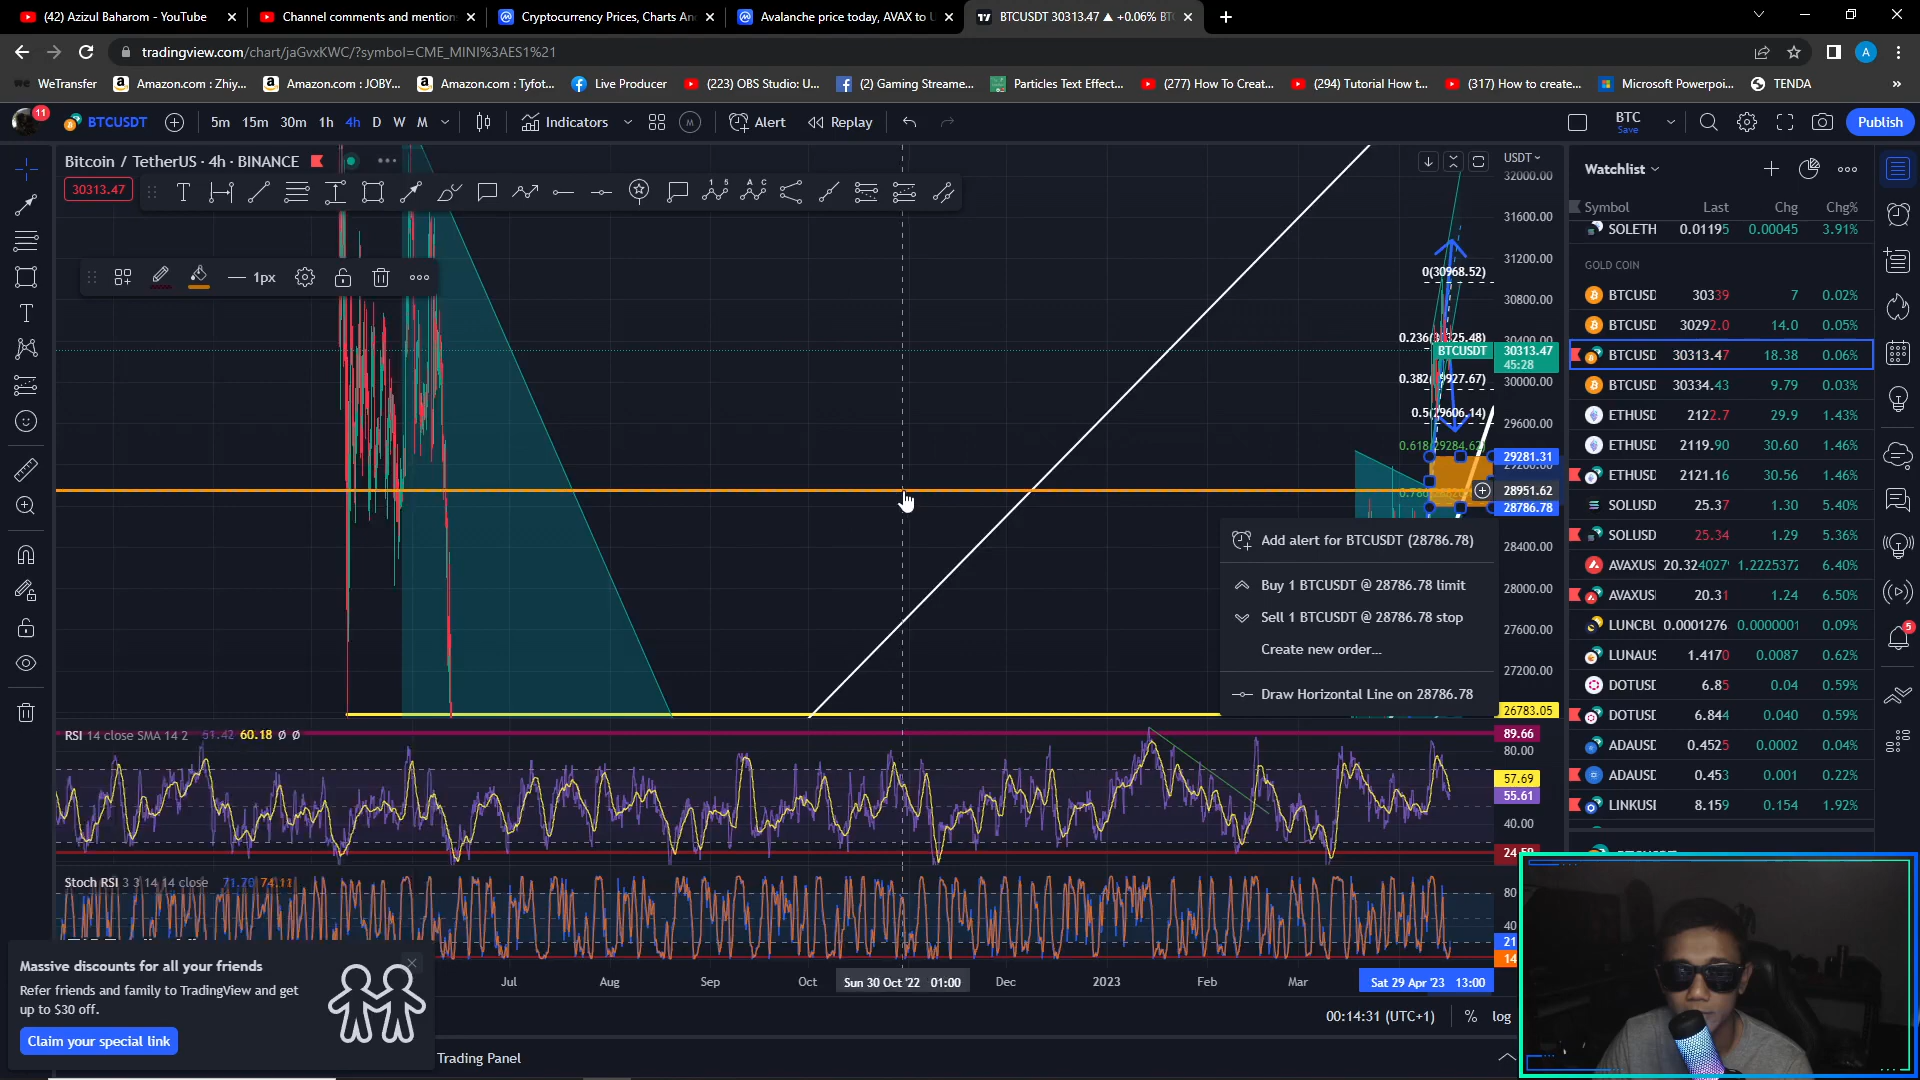 (42) Azizul Baharom - YouTube
Channel comments and mention
Cryptocurrency Prices, Charts An
Avalanche price today, AVAX to U
BTCUSDT 30313.47 ▲ +0.06% BTC
tradingview.com/chart/jaGvxKWC/?symbol=CME_MINI%3AES1%21
A
WeTransfer
Amazon.com : Zhiy...
Amazon.com : JOBY...
Amazon.com : Tyfot...
Live Producer
(223) OBS Studio: U...
(2) Gaming Streame...
Particles Text Effect...
(277) How To Creat...
(294) Tutorial How t...
(317) How to create...
Microsoft Powerpoi...
TENDA
»
11
BTCUSDT
5m 15m 30m 1h 4h D W M
Indicators
Alert
Replay
BTC
Save
Publish
Bitcoin / TetherUS · 4h · BINANCE
30313.47
1px
USDT
32000.00
31600.00
31200.00
30800.00
30000.00
29600.00
28400.00
28000.00
27600.00
27200.00
0(30968.52)
BTCUSDT
30313.47
45:28
0.5(29606.14)
0.618(29284.62)
29281.31
28951.62
28786.78
26783.05
Add alert for BTCUSDT (28786.78)
Buy 1 BTCUSDT @ 28786.78 limit
Sell 1 BTCUSDT @ 28786.78 stop
Create new order...
Draw Horizontal Line on 28786.78
RSI 14 close SMA 14 2 51.42 60.18 Ø Ø
89.66
80.00
57.69
55.61
40.00
24.59
Stoch RSI 3 3 14 14 close 71.70 74.11
80
40
21
14
Jul
Aug
Sep
Oct
Sun 30 Oct '22 01:00
Dec
2023
Feb
Mar
Sat 29 Apr '23 13:00
00:14:31 (UTC+1)
%
log
Trading Panel
Massive discounts for all your friends
Refer friends and family to TradingView and get
up to $30 off.
Claim your special link
Watchlist
Symbol Last Chg Chg%
SOLETH 0.01195 0.00045 3.91%
GOLD COIN
BTCUSD 30339 7 0.02%
BTCUSD 30292.0 14.0 0.05%
BTCUSD 30313.47 18.38 0.06%
BTCUSD 30334.43 9.79 0.03%
ETHUSD 2122.7 29.9 1.43%
ETHUSD 2119.90 30.60 1.46%
ETHUSD 2121.16 30.56 1.46%
SOLUSD 25.37 1.30 5.40%
SOLUSD 25.34 1.29 5.36%
AVAXUS 20.32402 1.2225372 6.40%
AVAXUS 20.31 1.24 6.50%
LUNCBU 0.0001276 0.0000001 0.09%
LUNAUS 1.4170 0.0087 0.62%
DOTUSD 6.85 0.04 0.59%
DOTUSD 6.844 0.040 0.59%
ADAUSD 0.4525 0.0002 0.04%
ADAUSD 0.453 0.001 0.22%
LINKUSD 8.159 0.154 1.92%
5